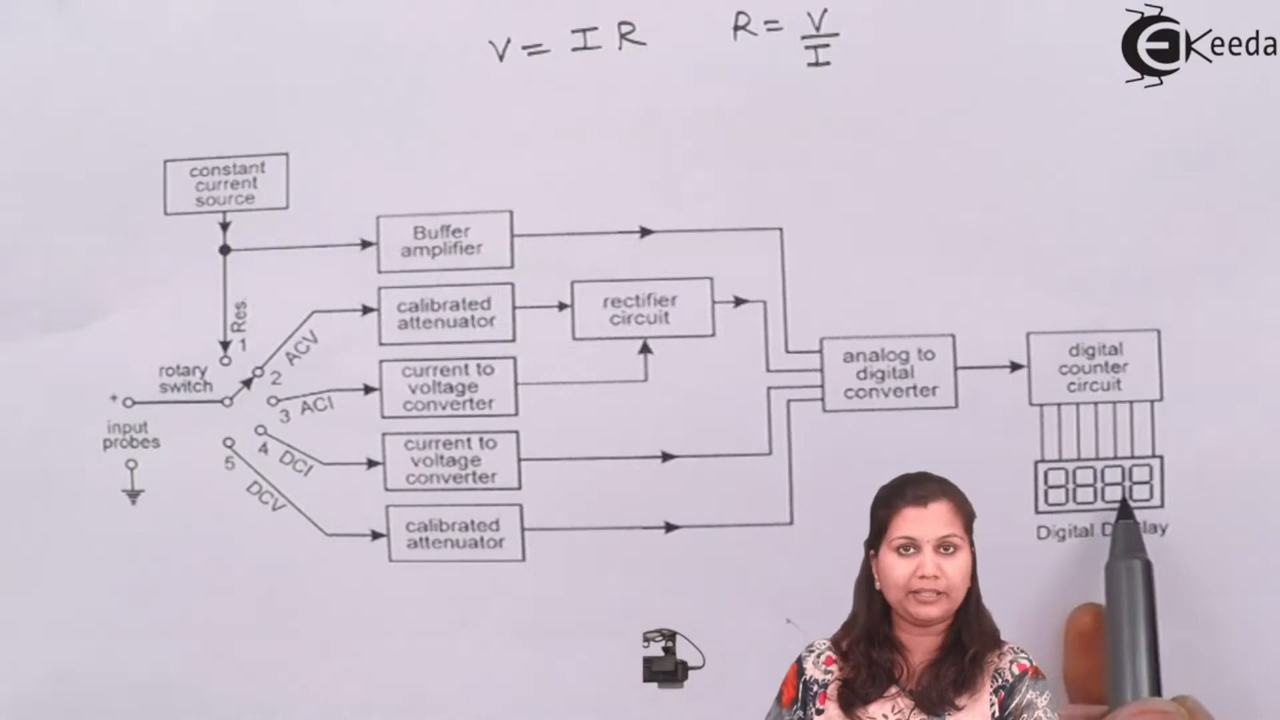 V = I R
R = V
I
EKeeda
constant
current
source
Buffer
amplifier
calibrated
attenuator
rectifier
circuit
current to
voltage
converter
current to
voltage
converter
calibrated
attenuator
analog to
digital
converter
digital
counter
circuit
8888
Digital
Res.
1
rotary
switch
+
input
probes
2 ACV
3 ACI
4 DCI
5 DCV